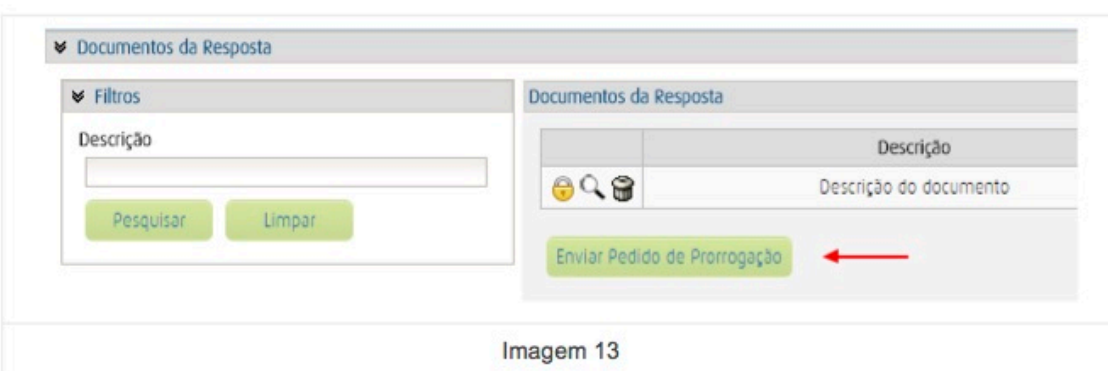 Documentos da Resposta
Filtros
Descrição
Pesquisar
Limpar
Documentos da Resposta
Descrição
Descrição do documento
Enviar Pedido de Prorrogação
Imagem 13